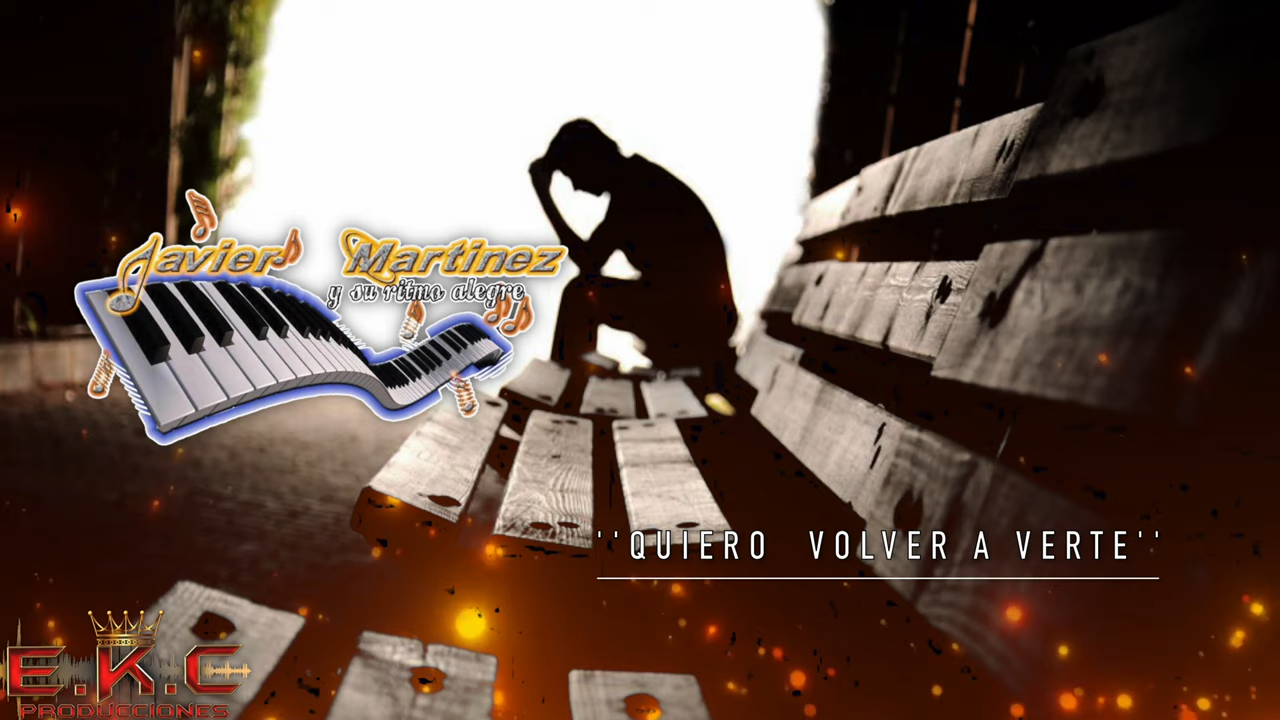 Javier Martinez
y su ritmo alegre
''QUIERO VOLVER A VERTE''
E.K.C
PRODUCCIONES